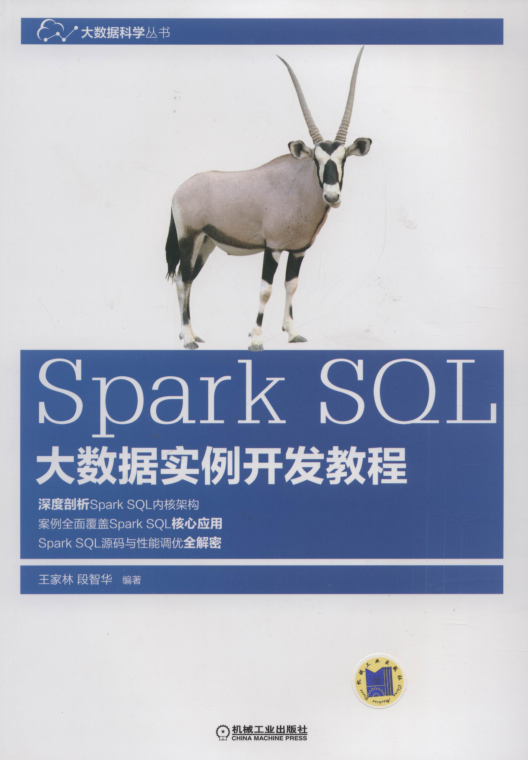 大数据科学丛书
Spark SQL
大数据实例开发教程
深度剖析Spark SQL内核架构
案例全面覆盖Spark SQL核心应用
Spark SQL源码与性能调优全解密
王家林 段智华 编著
机械工业出版社
CHINA MACHINE PRESS